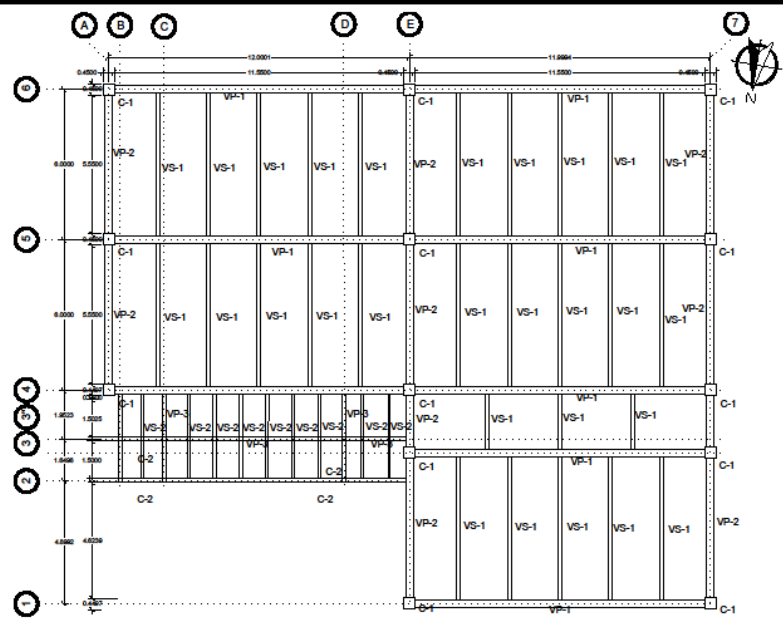 A B C D E 7
12.0001 11.9994
0.4500 11.5500 0.4500 11.5500 0.4500
N
6
C-1 VP-1 C-1 VP-1 C-1
VP-2 VS-1 VS-1 VS-1 VS-1 VS-1 VP-2 VS-1 VS-1 VS-1 VS-1 VS-1 VP-2
6.0000 5.5500
5
C-1 VP-1 C-1 VP-1 C-1
VP-2 VS-1 VS-1 VS-1 VS-1 VS-1 VP-2 VS-1 VS-1 VS-1 VS-1 VS-1 VP-2
6.0000 5.5500
4
C-1 C-1 VP-1 C-1
3'
VP-3 VP-3 VP-2 VS-1 VS-1 VS-1
1.5025
VS-2 VS-2 VS-2 VS-2 VS-2 VS-2 VS-2 VS-2
3
VP-3 VP-3
C-2 C-2
1.5000
C-1 VP-1 C-1
2
C-2 C-2
VP-2 VS-1 VS-1 VS-1 VS-1 VS-1 VP-2
1
C-1 VP-1 C-1